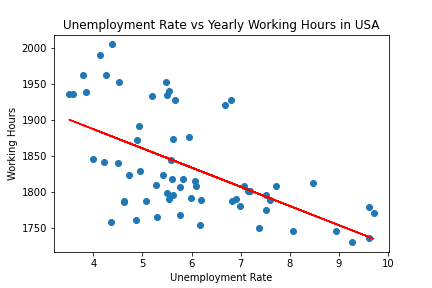 Unemployment Rate vs Yearly Working Hours in USA
2000
1950
1900
1850
1800
1750
Working Hours
4 5 6 7 8 9 10
Unemployment Rate